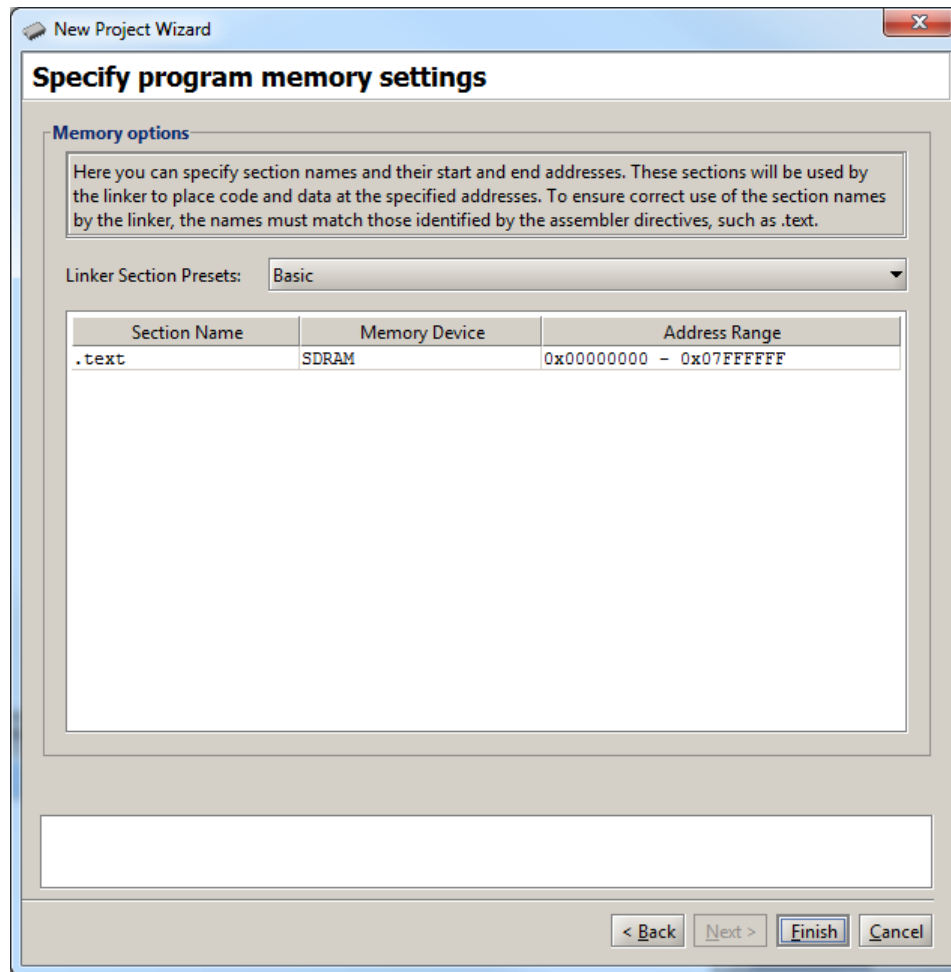 New Project Wizard
Specify program memory settings
Memory options
Here you can specify section names and their start and end addresses. These sections will be used by
the linker to place code and data at the specified addresses. To ensure correct use of the section names
by the linker, the names must match those identified by the assembler directives, such as .text.
Linker Section Presets: Basic
Section Name Memory Device Address Range
.text SDRAM 0x00000000 - 0x07FFFFFF
< Back Next > Finish Cancel